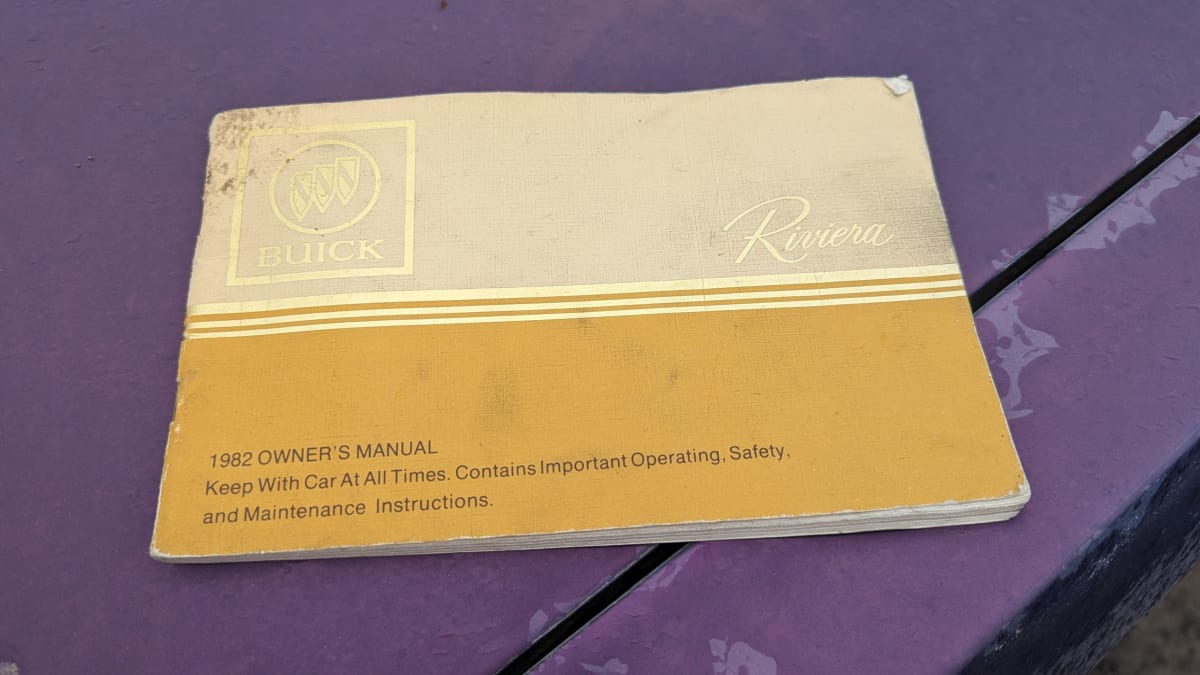 BUICK
Riviera
1982 OWNER'S MANUAL
Keep With Car At All Times. Contains Important Operating, Safety,
and Maintenance Instructions.